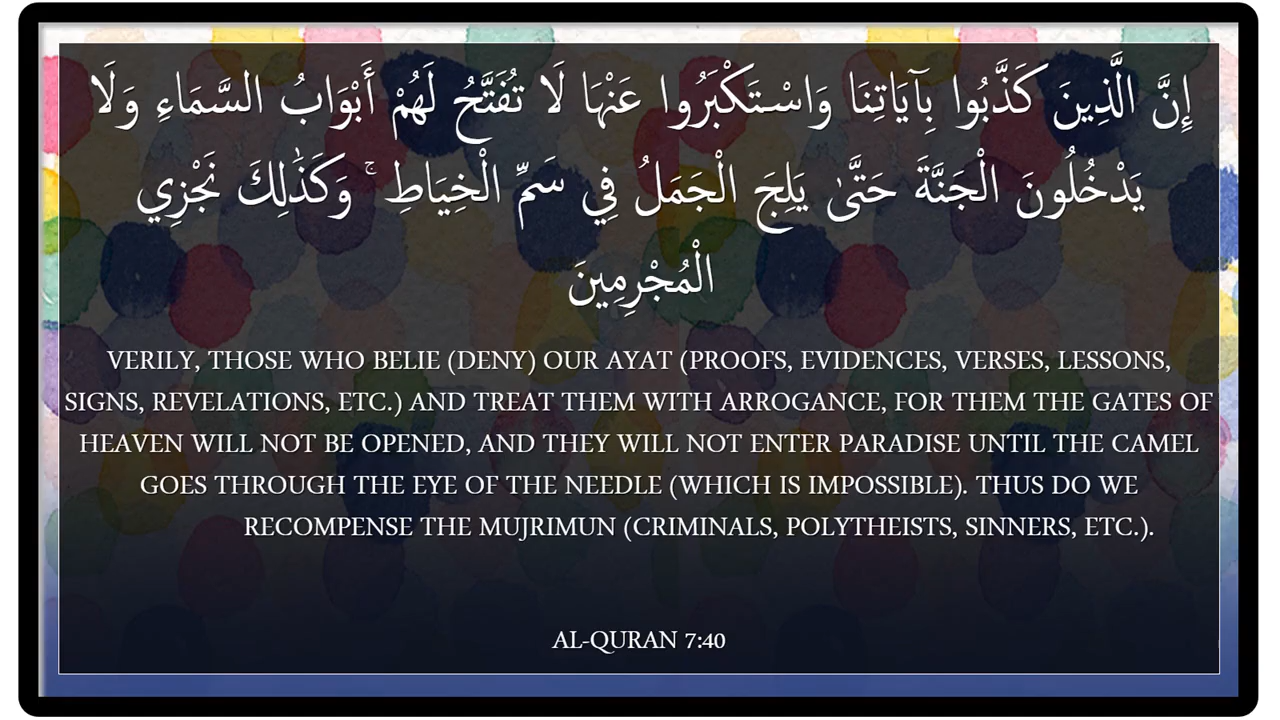 إِنَّ الَّذِينَ كَذَّبُوا بِآيَاتِنَا وَاسْتَكْبَرُوا عَنْهَا لَا تُفَتَّحُ لَهُمْ أَبْوَابُ السَّمَاءِ وَلَا
يَدْخُلُونَ الْجَنَّةَ حَتَّىٰ يَلِجَ الْجَمَلُ فِي سَمِّ الْخِيَاطِ ۚ وَكَذَٰلِكَ نَجْزِي
الْمُجْرِمِينَ
VERILY, THOSE WHO BELIE (DENY) OUR AYAT (PROOFS, EVIDENCES, VERSES, LESSONS,
SIGNS, REVELATIONS, ETC.) AND TREAT THEM WITH ARROGANCE, FOR THEM THE GATES OF
HEAVEN WILL NOT BE OPENED, AND THEY WILL NOT ENTER PARADISE UNTIL THE CAMEL
GOES THROUGH THE EYE OF THE NEEDLE (WHICH IS IMPOSSIBLE). THUS DO WE
RECOMPENSE THE MUJRIMUN (CRIMINALS, POLYTHEISTS, SINNERS, ETC.).
AL-QURAN 7:40